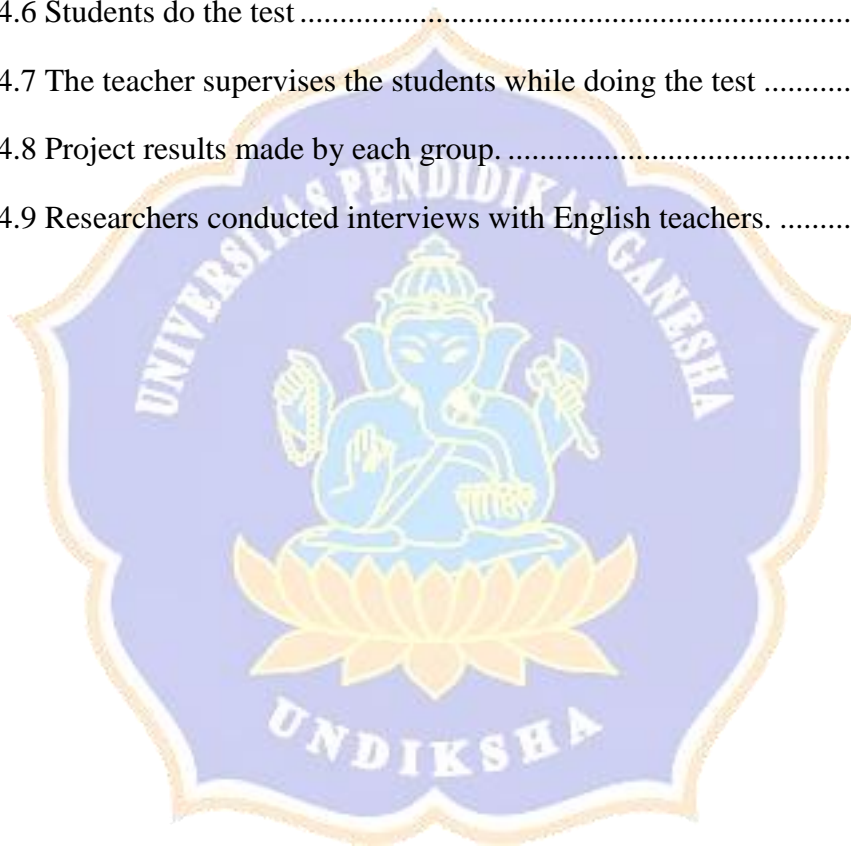 4.6 Students do the test ......................................................................
4.7 The teacher supervises the students while doing the test ...........
4.8 Project results made by each group. ...........................................
4.9 Researchers conducted interviews with English teachers. .........
UNIVERSITAS PENDIDIKAN GANESHA
UNDIKSHA